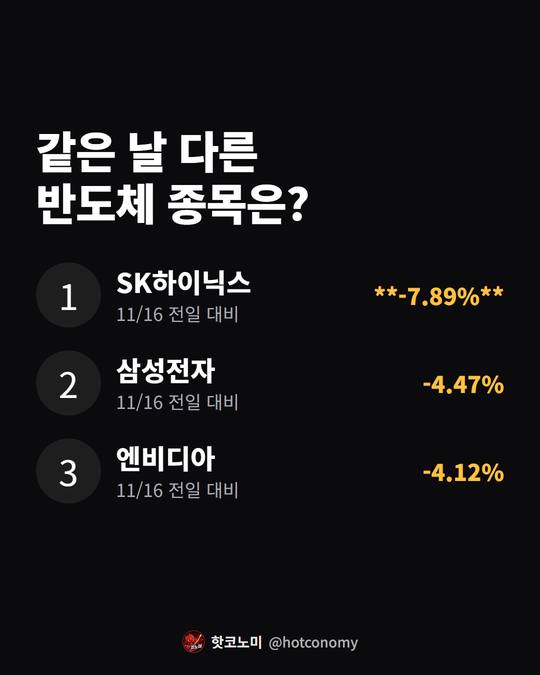 같은 날 다른
반도체 종목은?
1
SK하이닉스
11/16 전일 대비
**-7.89%**
2
삼성전자
11/16 전일 대비
-4.47%
3
엔비디아
11/16 전일 대비
-4.12%
핫코노미 @hotconomy